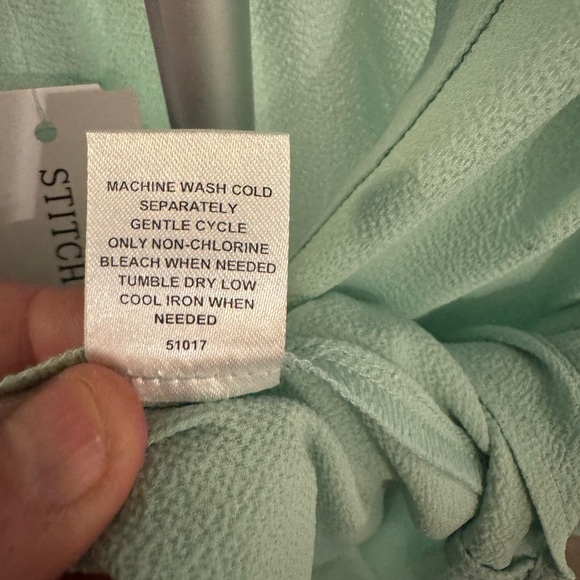 STITCH
MACHINE WASH COLD
SEPARATELY
GENTLE CYCLE
ONLY NON-CHLORINE
BLEACH WHEN NEEDED
TUMBLE DRY LOW
COOL IRON WHEN
NEEDED
51017